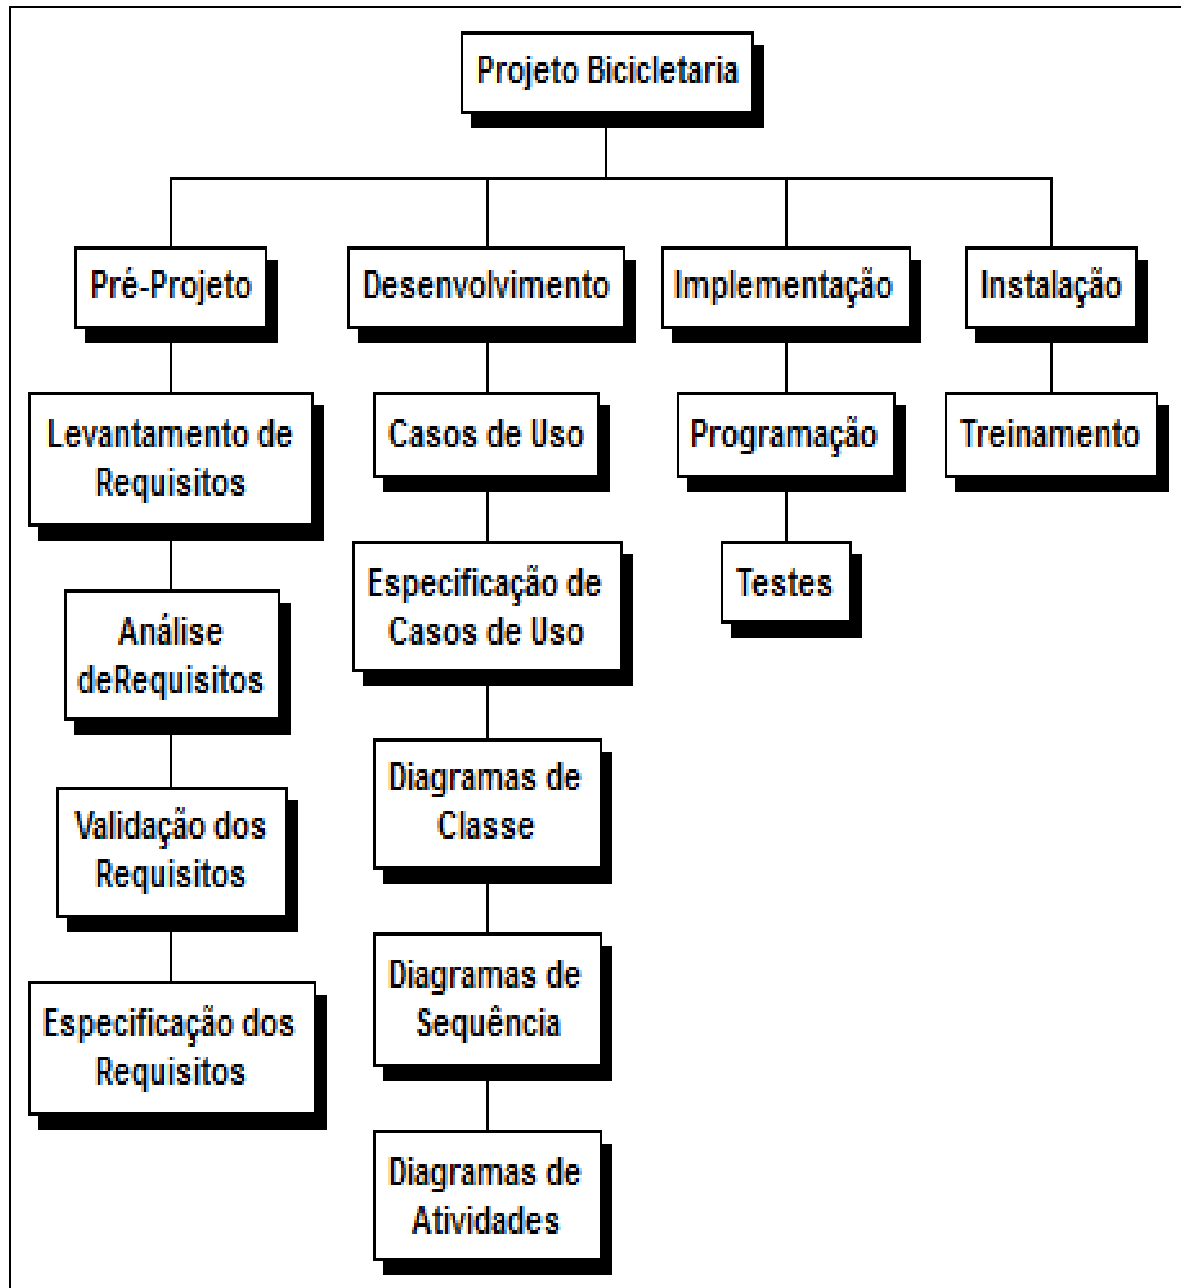 Projeto Bicicletaria
Pré-Projeto
Desenvolvimento
Implementação
Instalação
Levantamento de
Requisitos
Casos de Uso
Programação
Treinamento
Análise
deRequisitos
Especificação de
Casos de Uso
Testes
Validação dos
Requisitos
Diagramas de
Classe
Especificação dos
Requisitos
Diagramas de
Sequência
Diagramas de
Atividades